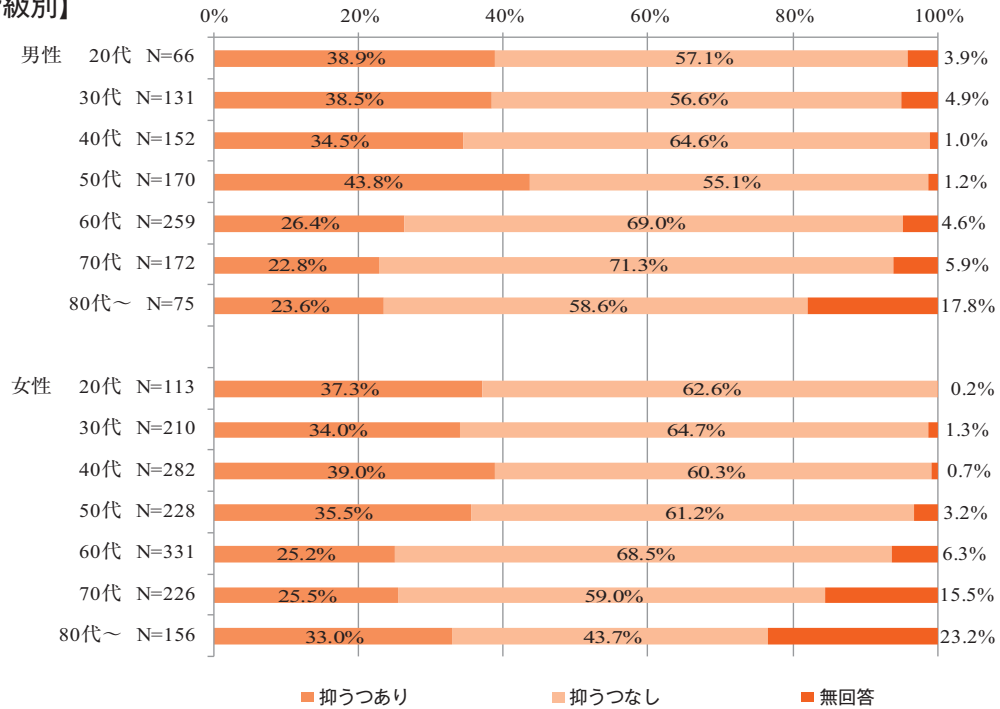 級別】
0% 20% 40% 60% 80% 100%
男性 20代 N=66 38.9% 57.1% 3.9%
30代 N=131 38.5% 56.6% 4.9%
40代 N=152 34.5% 64.6% 1.0%
50代 N=170 43.8% 55.1% 1.2%
60代 N=259 26.4% 69.0% 4.6%
70代 N=172 22.8% 71.3% 5.9%
80代～ N=75 23.6% 58.6% 17.8%
女性 20代 N=113 37.3% 62.6% 0.2%
30代 N=210 34.0% 64.7% 1.3%
40代 N=282 39.0% 60.3% 0.7%
50代 N=228 35.5% 61.2% 3.2%
60代 N=331 25.2% 68.5% 6.3%
70代 N=226 25.5% 59.0% 15.5%
80代～ N=156 33.0% 43.7% 23.2%
抑うつあり 抑うつなし 無回答